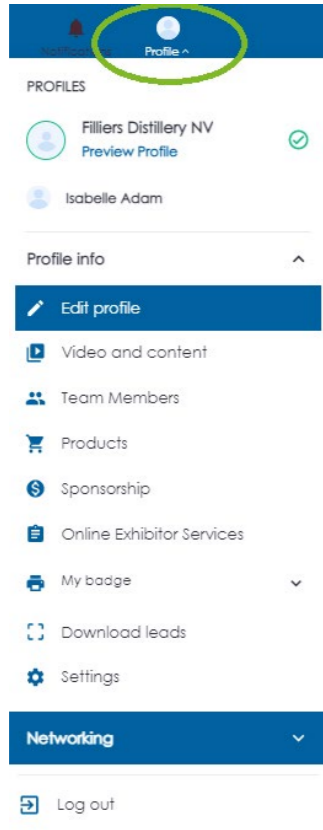 Notifications
Profile
PROFILES
Filliers Distillery NV
Preview Profile
Isabelle Adam
Profile info
Edit profile
Video and content
Team Members
Products
Sponsorship
Online Exhibitor Services
My badge
Download leads
Settings
Networking
Log out